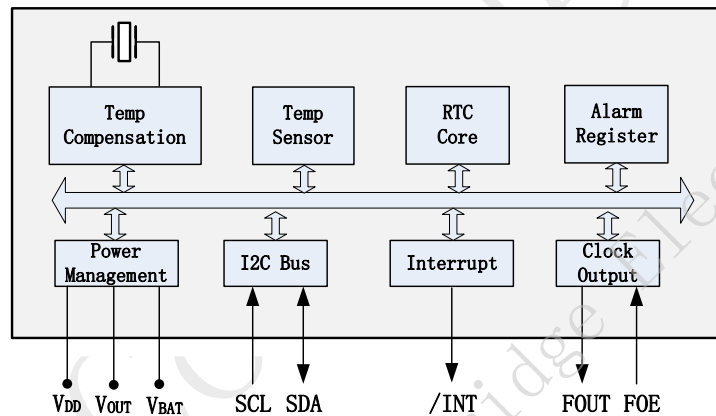 Temp
Compensation
Temp
Sensor
RTC
Core
Alarm
Register
Power
Management
I2C Bus
Interrupt
Clock
Output
VDD VOUT VBAT SCL SDA /INT FOUT FOE